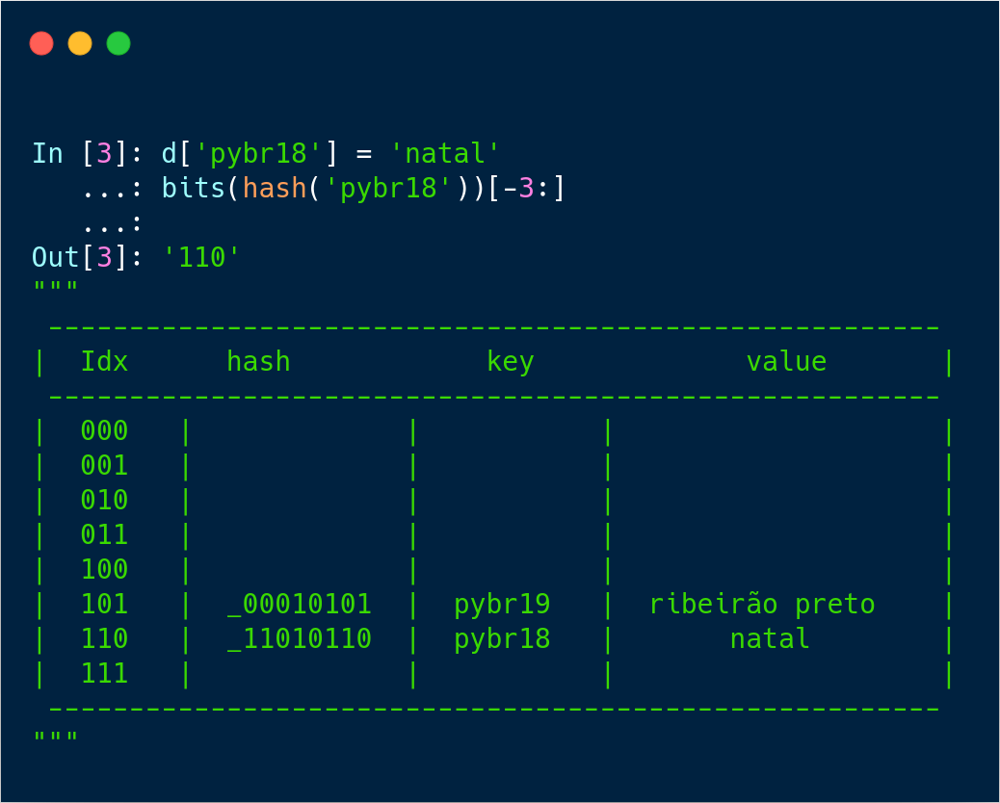 In [3]: d['pybr18'] = 'natal'
   ...: bits(hash('pybr18'))[-3:]
   ...:
Out[3]: '110'
"""
 -------------------------------------------------------
|  Idx      hash            key             value       |
 -------------------------------------------------------
|  000   |             |           |                    |
|  001   |             |           |                    |
|  010   |             |           |                    |
|  011   |             |           |                    |
|  100   |             |           |                    |
|  101   |  _00010101  |  pybr19   |  ribeirão preto    |
|  110   |  _11010110  |  pybr18   |       natal        |
|  111   |             |           |                    |
 -------------------------------------------------------
"""